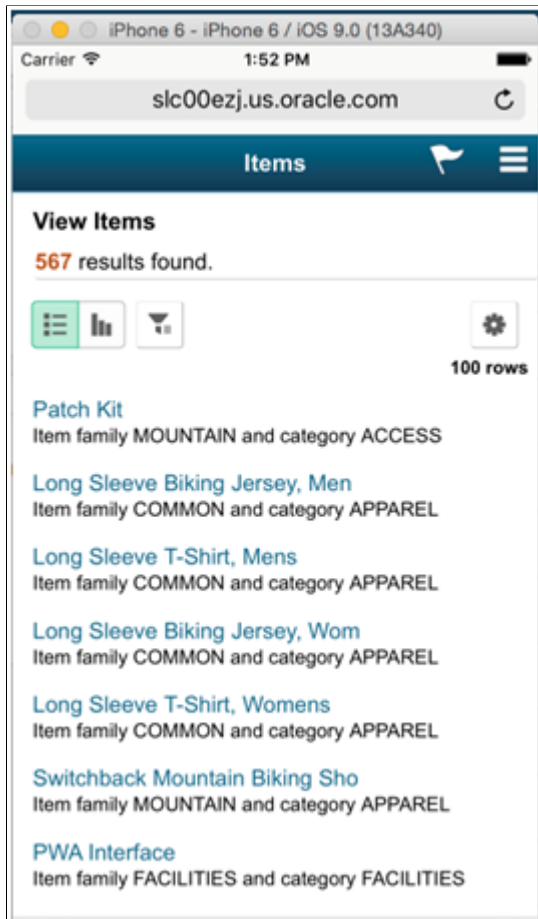 iPhone 6 - iPhone 6 / iOS 9.0 (13A340)
Carrier 1:52 PM
slc00ezj.us.oracle.com
Items
View Items
567 results found.
100 rows
Patch Kit
Item family MOUNTAIN and category ACCESS
Long Sleeve Biking Jersey, Men
Item family COMMON and category APPAREL
Long Sleeve T-Shirt, Mens
Item family COMMON and category APPAREL
Long Sleeve Biking Jersey, Wom
Item family COMMON and category APPAREL
Long Sleeve T-Shirt, Womens
Item family COMMON and category APPAREL
Switchback Mountain Biking Sho
Item family MOUNTAIN and category APPAREL
PWA Interface
Item family FACILITIES and category FACILITIES